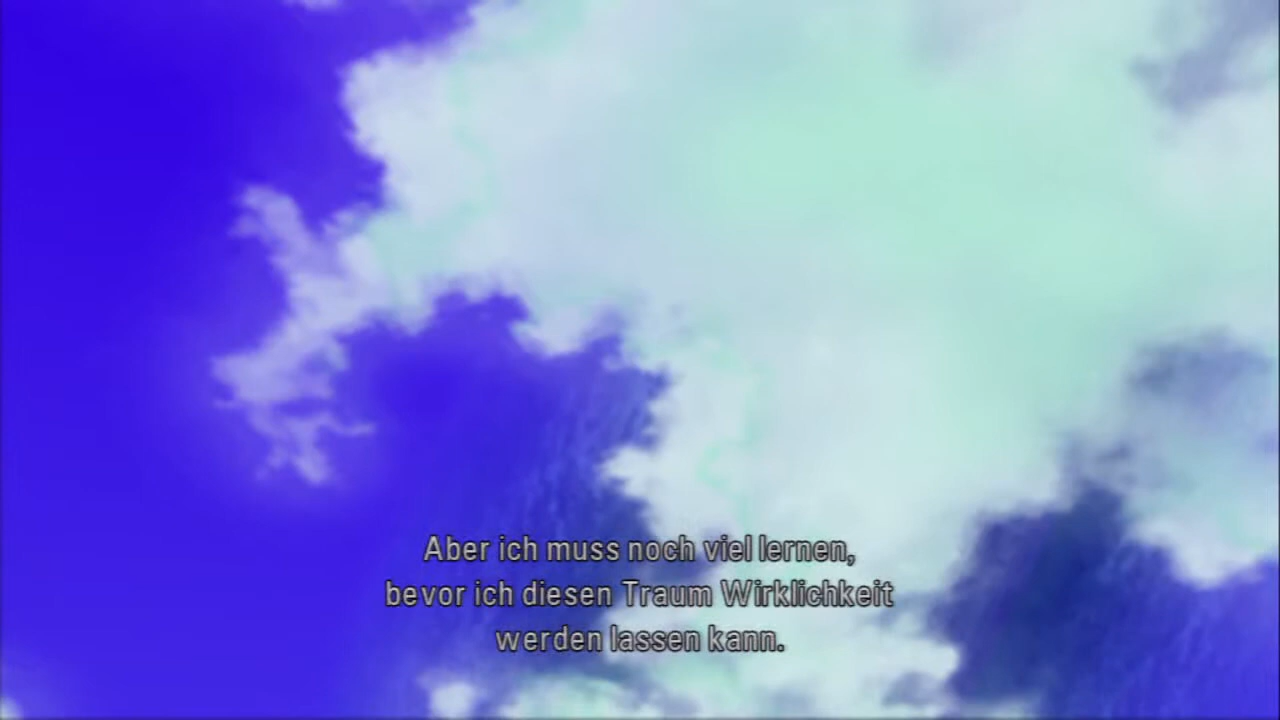 Aber ich muss noch viel lernen,
bevor ich diesen Traum Wirklichkeit
werden lassen kann.